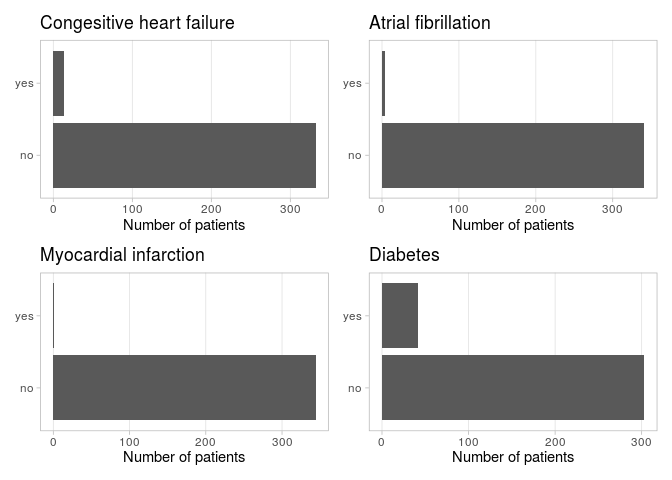 Congesitive heart failure
yes
no
0 100 200 300
Number of patients
Atrial fibrillation
yes
no
0 100 200 300
Number of patients
Myocardial infarction
yes
no
0 100 200 300
Number of patients
Diabetes
yes
no
0 100 200 300
Number of patients